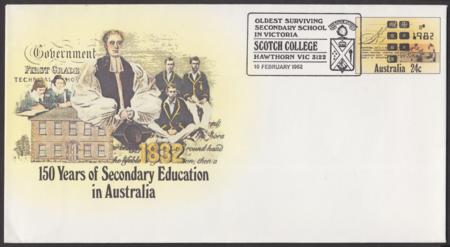 Government
FIRST GRADE
TECHNICAL
1832
150 Years of Secondary Education
in Australia
OLDEST SURVIVING
SECONDARY SCHOOL
IN VICTORIA
SCOTCH COLLEGE
HAWTHORN VIC 3122
10 FEBRUARY 1982
1982
Australia 24c